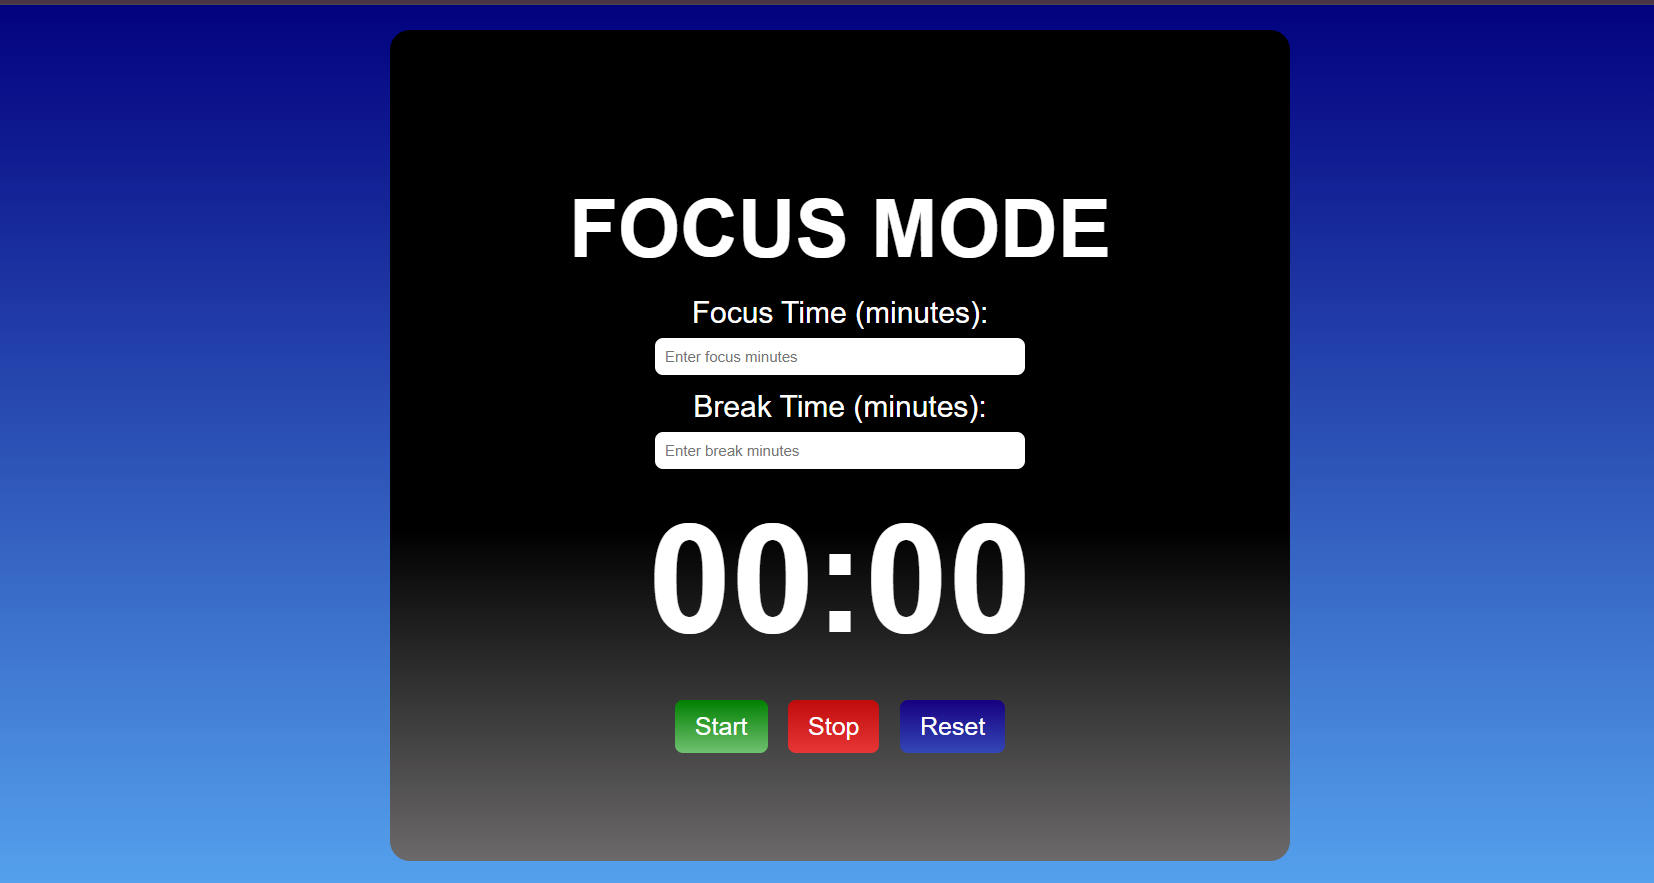 FOCUS MODE
Focus Time (minutes):
Enter focus minutes
Break Time (minutes):
Enter break minutes
00:00
Start Stop Reset